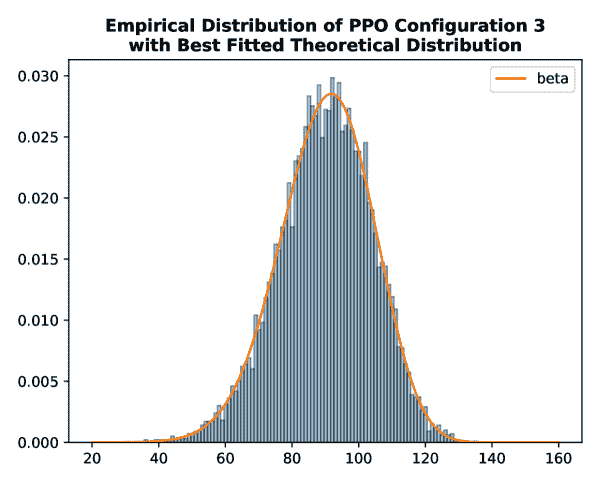 Empirical Distribution of PPO Configuration 3
with Best Fitted Theoretical Distribution
beta
0.030
0.025
0.020
0.015
0.010
0.005
0.000
20 40 60 80 100 120 140 160